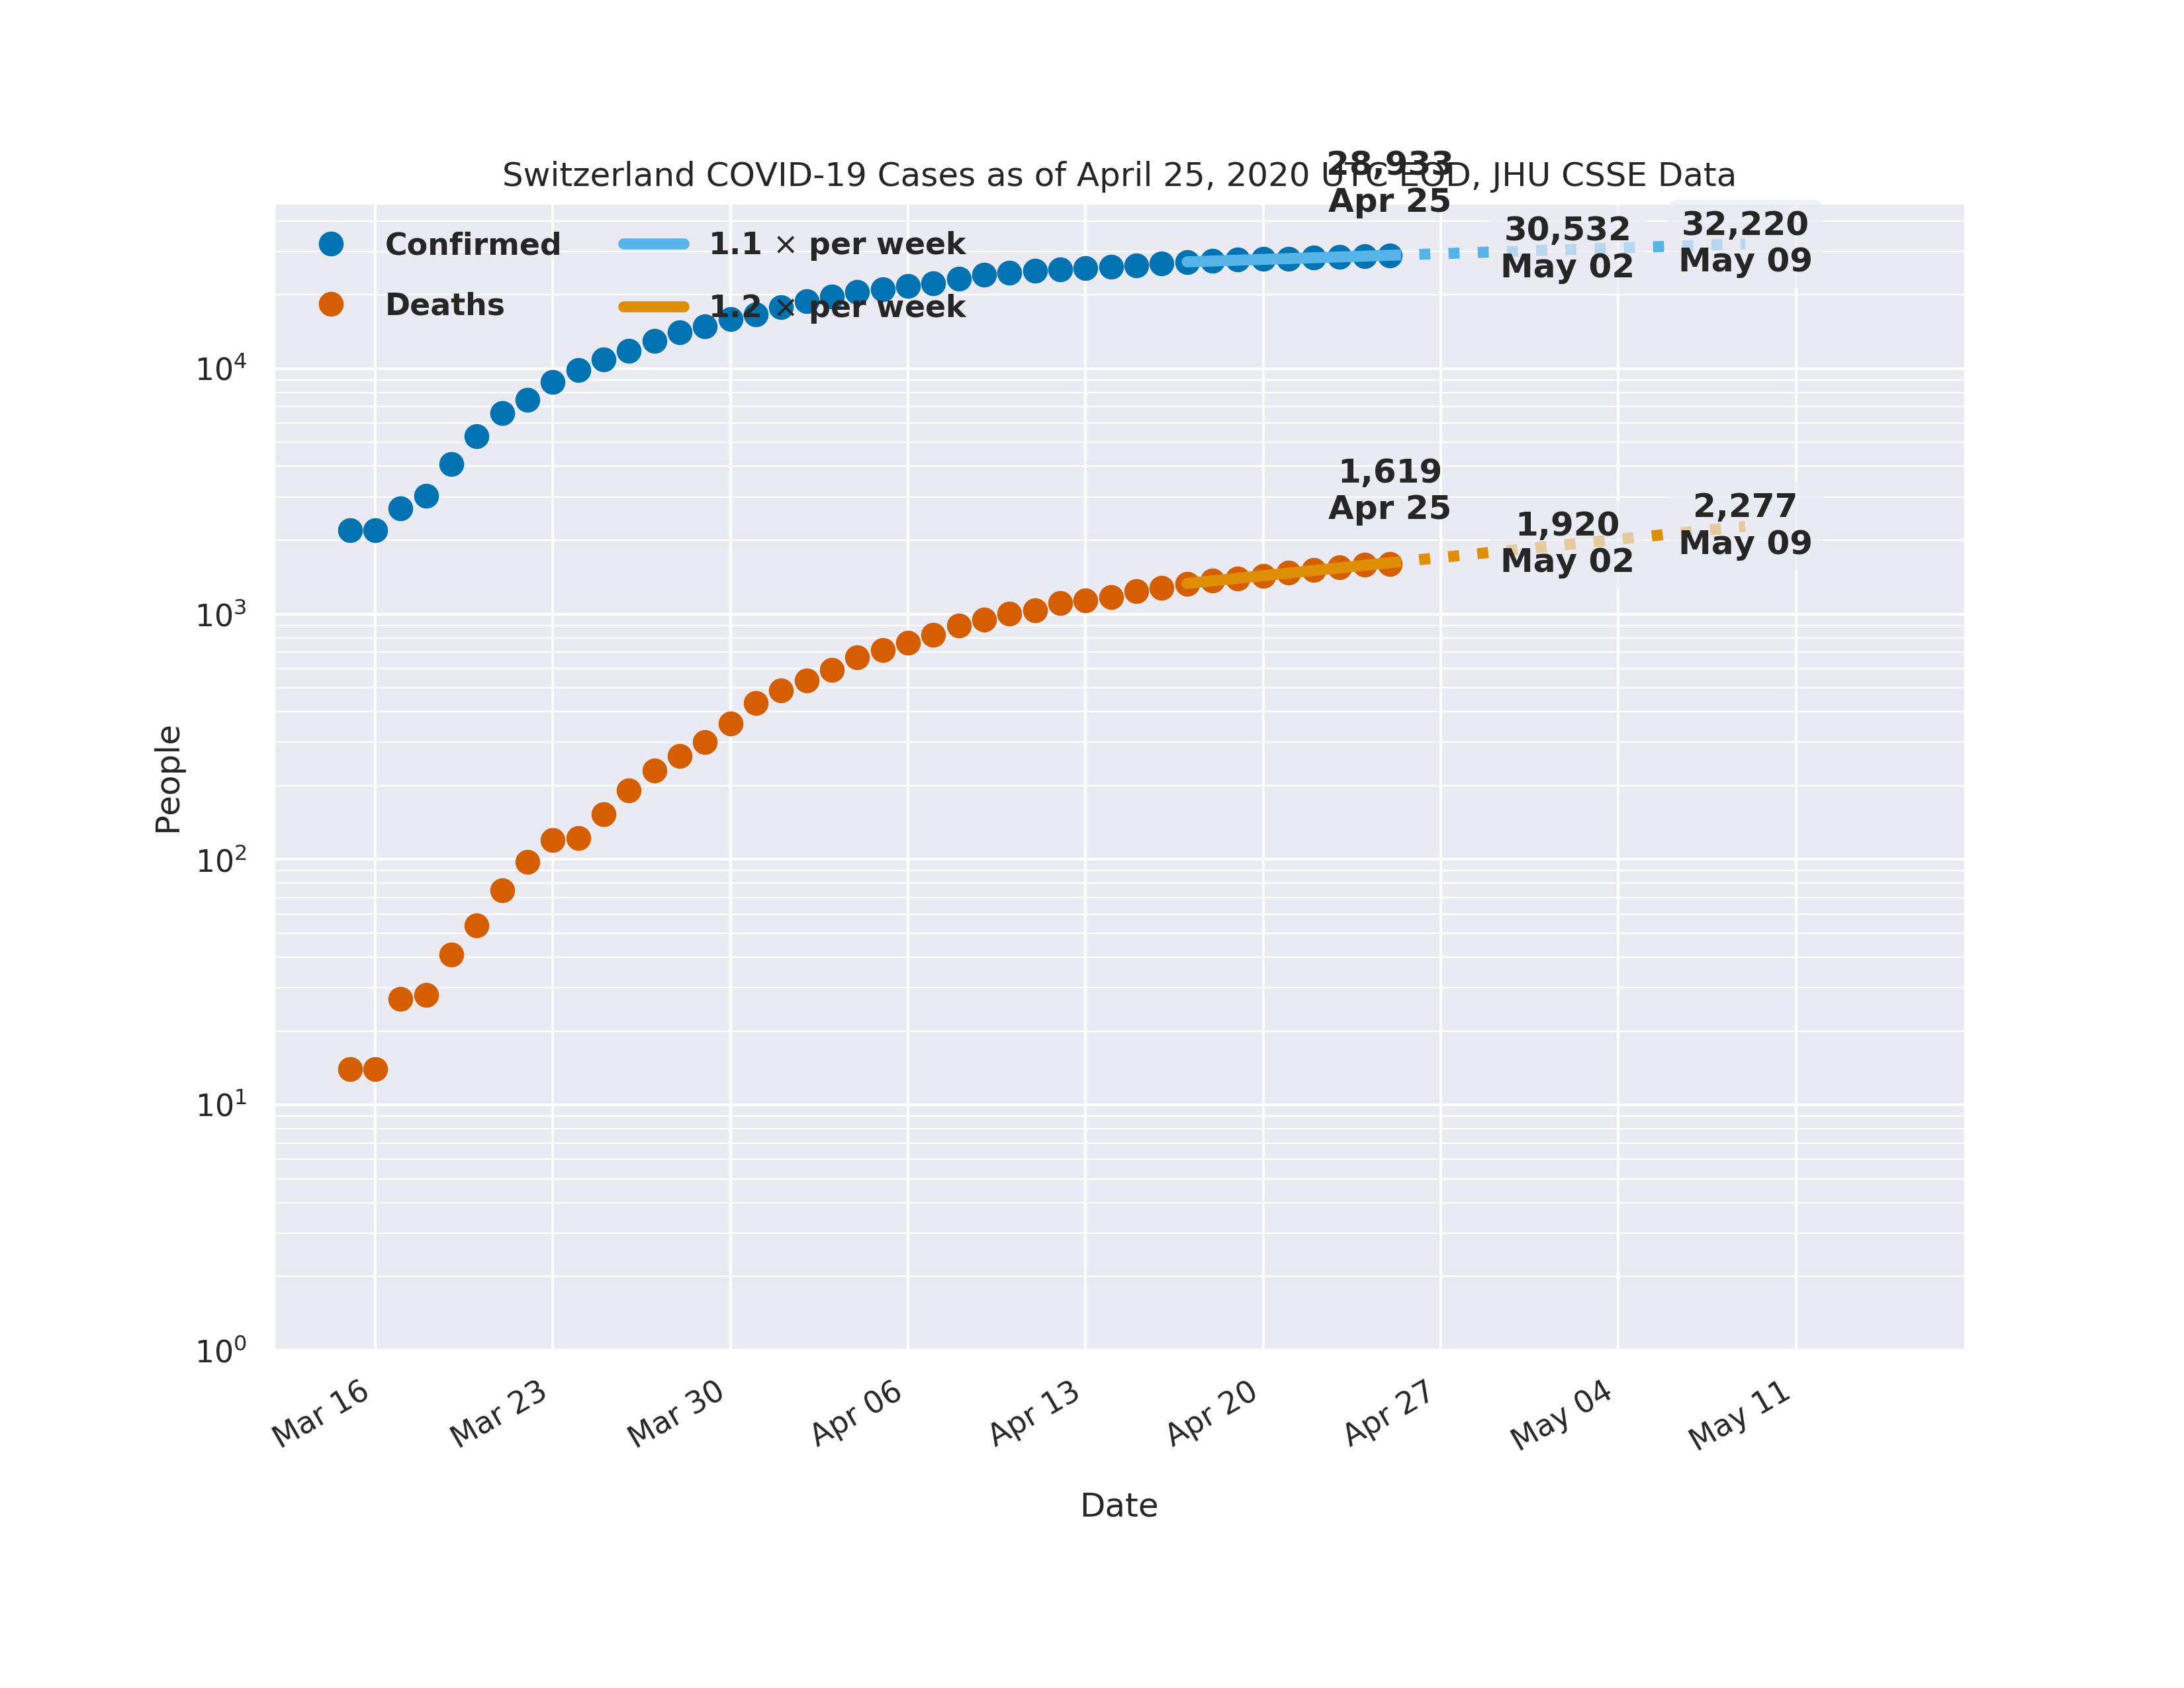 Switzerland COVID-19 Cases as of April 25, 2020 UTC EOD, JHU CSSE Data
28,933
Apr 25
30,532
May 02
32,220
May 09
Confirmed
1.1 × per week
Deaths
1.2 × per week
1,619
Apr 25
1,920
May 02
2,277
May 09
People
10⁴
10³
10²
10¹
10⁰
Mar 16
Mar 23
Mar 30
Apr 06
Apr 13
Apr 20
Apr 27
May 04
May 11
Date